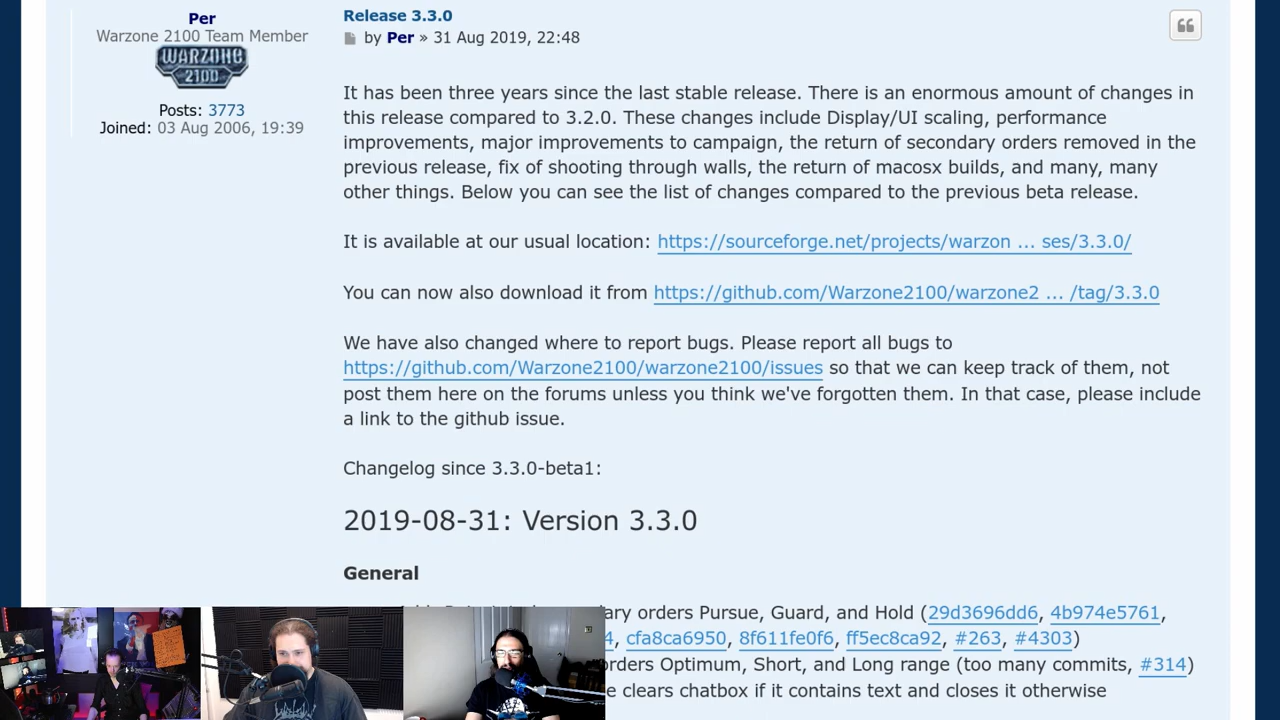 Per
Warzone 2100 Team Member
WARZONE
2100
Posts: 3773
Joined: 03 Aug 2006, 19:39
Release 3.3.0
by Per » 31 Aug 2019, 22:48
It has been three years since the last stable release. There is an enormous amount of changes in
this release compared to 3.2.0. These changes include Display/UI scaling, performance
improvements, major improvements to campaign, the return of secondary orders removed in the
previous release, fix of shooting through walls, the return of macosx builds, and many, many
other things. Below you can see the list of changes compared to the previous beta release.
It is available at our usual location: https://sourceforge.net/projects/warzon ... ses/3.3.0/
You can now also download it from https://github.com/Warzone2100/warzone2 ... /tag/3.3.0
We have also changed where to report bugs. Please report all bugs to
https://github.com/Warzone2100/warzone2100/issues so that we can keep track of them, not
post them here on the forums unless you think we've forgotten them. In that case, please include
a link to the github issue.
Changelog since 3.3.0-beta1:
2019-08-31: Version 3.3.0
General
ary orders Pursue, Guard, and Hold (29d3696dd6, 4b974e5761,
4, cfa8ca6950, 8f611fe0f6, ff5ec8ca92, #263, #4303)
orders Optimum, Short, and Long range (too many commits, #314)
e clears chatbox if it contains text and closes it otherwise